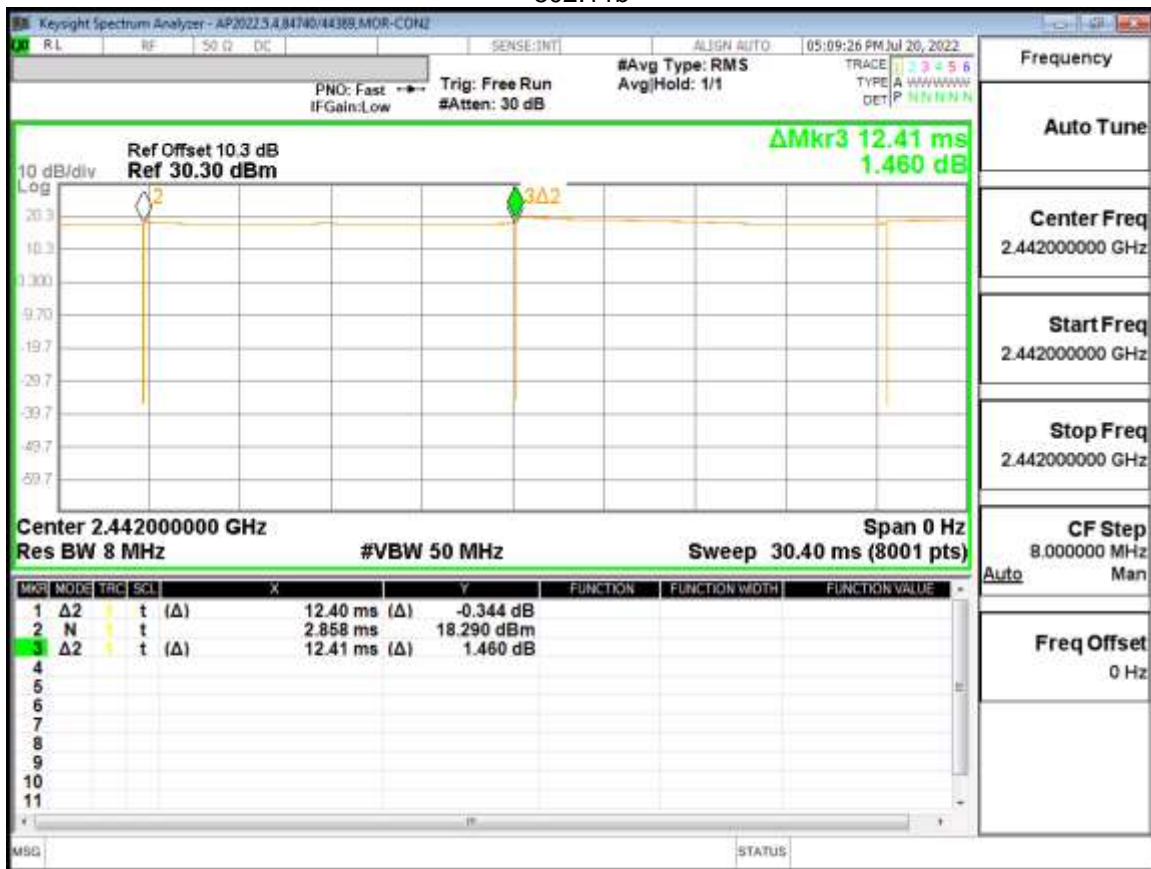 Keysight Spectrum Analyzer - AP2022.5.4,84740/44389,MOR-CON2
RL RF 50 Ω DC SENSE:INT ALIGN AUTO 05:09:26 PM Jul 20, 2022
PNO: Fast
IFGain:Low
Trig: Free Run
#Atten: 30 dB
#Avg Type: RMS
Avg|Hold: 1/1
TRACE 1 2 3 4 5 6
TYPE A WWWWW
DET P N N N N N
ΔMkr3 12.41 ms
1.460 dB
Ref Offset 10.3 dB
10 dB/div Ref 30.30 dBm
Log
2
3Δ2
20.3
10.3
0.300
-9.70
-19.7
-29.7
-39.7
-49.7
-59.7
Center 2.442000000 GHz Span 0 Hz
Res BW 8 MHz #VBW 50 MHz Sweep 30.40 ms (8001 pts)
MKR MODE TRC SCL X Y FUNCTION FUNCTION WIDTH FUNCTION VALUE
1 Δ2 1 t (Δ) 12.40 ms (Δ) -0.344 dB
2 N 1 t 2.858 ms 18.290 dBm
3 Δ2 1 t (Δ) 12.41 ms (Δ) 1.460 dB
4
5
6
7
8
9
10
11
MSG STATUS
Frequency
Auto Tune
Center Freq
2.442000000 GHz
Start Freq
2.442000000 GHz
Stop Freq
2.442000000 GHz
CF Step
8.000000 MHz
Auto Man
Freq Offset
0 Hz